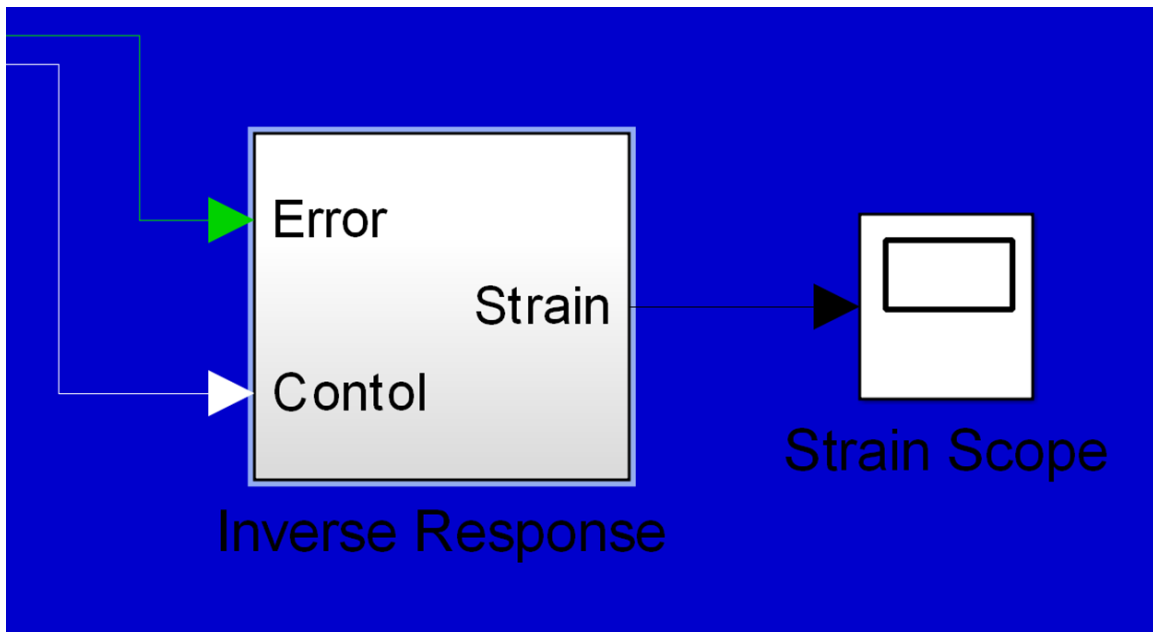 Error
Strain
Contol
Inverse Response
Strain Scope